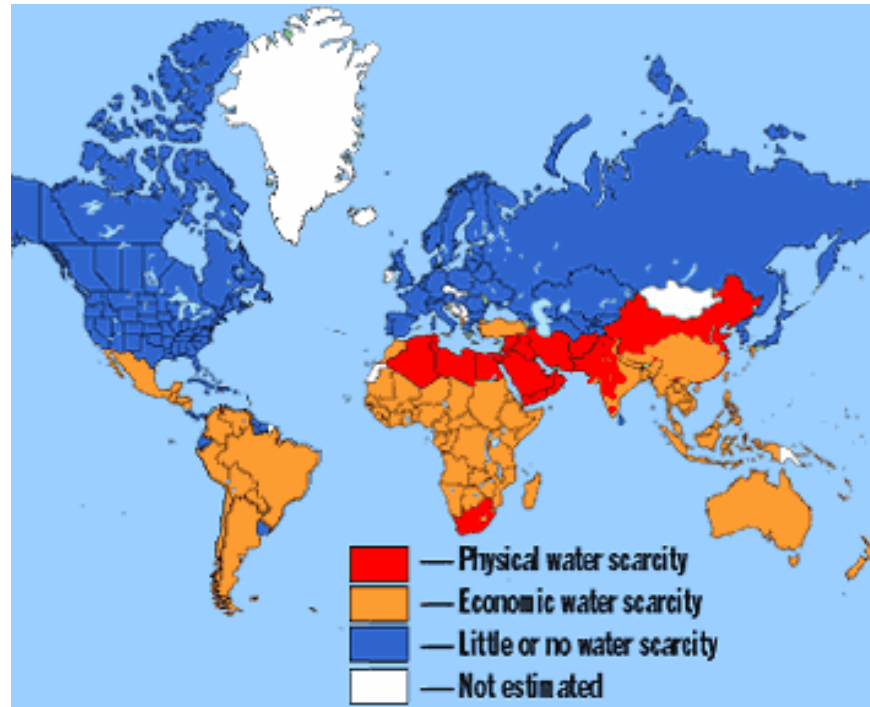 — Physical water scarcity
— Economic water scarcity
— Little or no water scarcity
— Not estimated